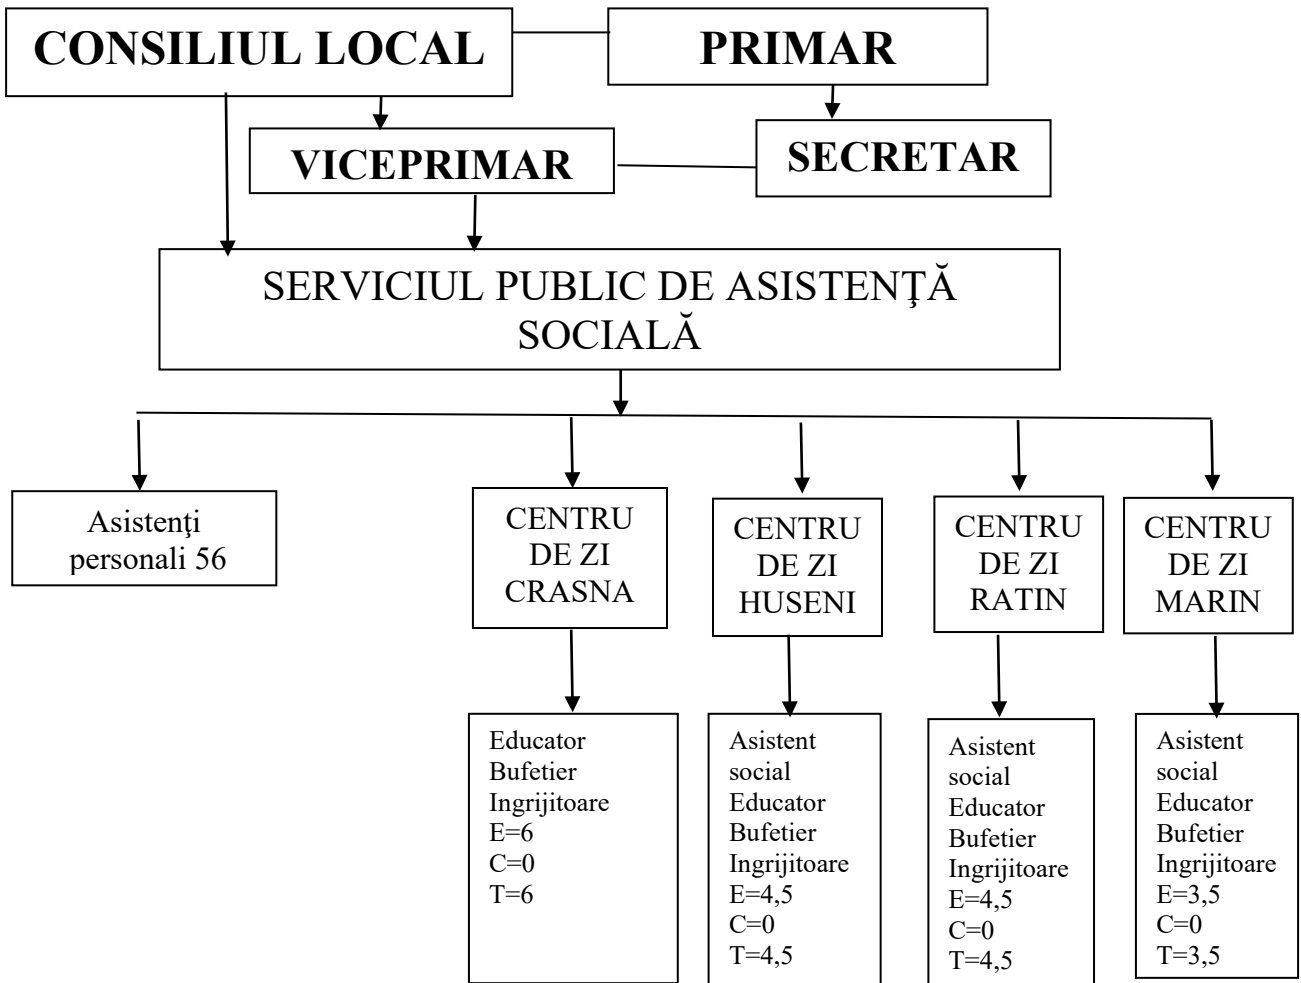 CONSILIUL LOCAL
PRIMAR
VICEPRIMAR
SECRETAR
SERVICIUL PUBLIC DE ASISTENŢĂ
SOCIALĂ
Asistenţi
personali 56
CENTRU
DE ZI
CRASNA
CENTRU
DE ZI
HUSENI
CENTRU
DE ZI
RATIN
CENTRU
DE ZI
MARIN
Educator
Bufetier
Ingrijitoare
E=6
C=0
T=6
Asistent
social
Educator
Bufetier
Ingrijitoare
E=4,5
C=0
T=4,5
Asistent
social
Educator
Bufetier
Ingrijitoare
E=4,5
C=0
T=4,5
Asistent
social
Educator
Bufetier
Ingrijitoare
E=3,5
C=0
T=3,5